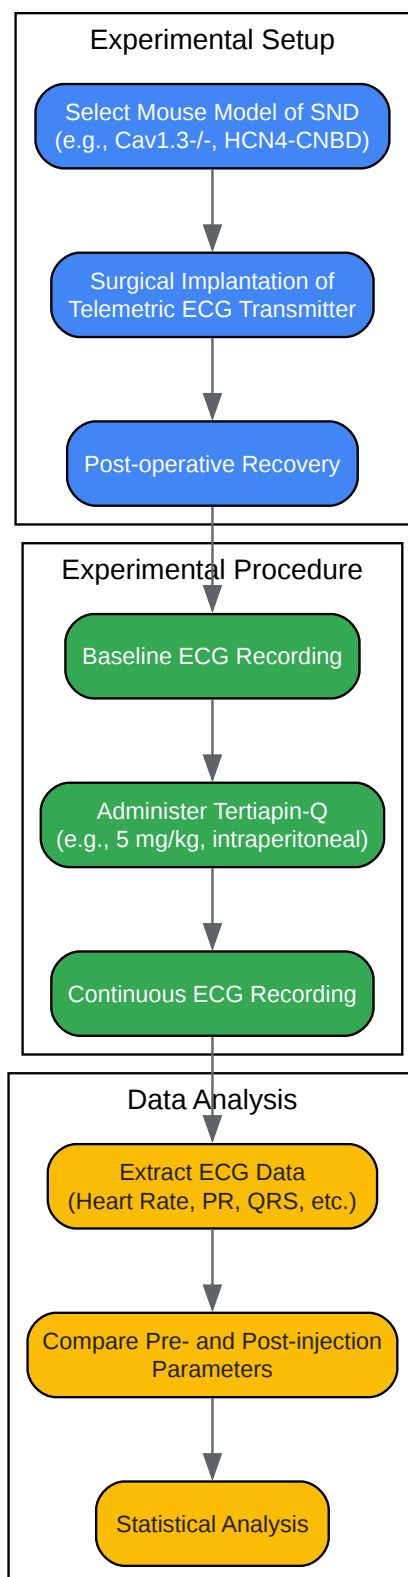 Experimental Setup
Select Mouse Model of SND
(e.g., Cav1.3-/-, HCN4-CNBD)
Surgical Implantation of
Telemetric ECG Transmitter
Post-operative Recovery
Experimental Procedure
Baseline ECG Recording
Administer Tertiapin-Q
(e.g., 5 mg/kg, intraperitoneal)
Continuous ECG Recording
Data Analysis
Extract ECG Data
(Heart Rate, PR, QRS, etc.)
Compare Pre- and Post-injection
Parameters
Statistical Analysis